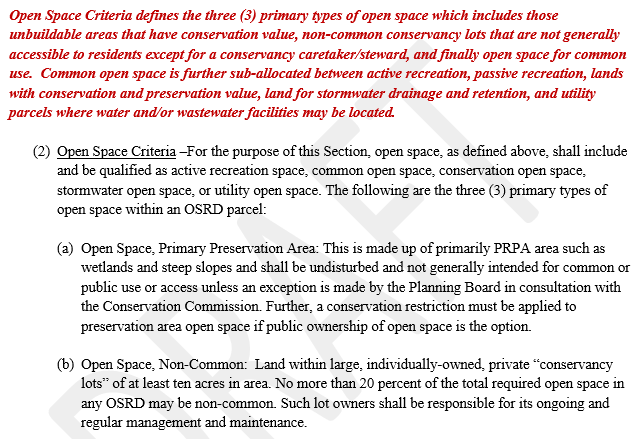 Open Space Criteria defines the three (3) primary types of open space which includes those
unbuildable areas that have conservation value, non-common conservancy lots that are not generally
accessible to residents except for a conservancy caretaker/steward, and finally open space for common
use. Common open space is further sub-allocated between active recreation, passive recreation, lands
with conservation and preservation value, land for stormwater drainage and retention, and utility
parcels where water and/or wastewater facilities may be located.
(2) Open Space Criteria –For the purpose of this Section, open space, as defined above, shall include
and be qualified as active recreation space, common open space, conservation open space,
stormwater open space, or utility open space. The following are the three (3) primary types of
open space within an OSRD parcel:
(a) Open Space, Primary Preservation Area: This is made up of primarily PRPA area such as
wetlands and steep slopes and shall be undisturbed and not generally intended for common or
public use or access unless an exception is made by the Planning Board in consultation with
the Conservation Commission. Further, a conservation restriction must be applied to
preservation area open space if public ownership of open space is the option.
(b) Open Space, Non-Common: Land within large, individually-owned, private “conservancy
lots” of at least ten acres in area. No more than 20 percent of the total required open space in
any OSRD may be non-common. Such lot owners shall be responsible for its ongoing and
regular management and maintenance.
DRAFT